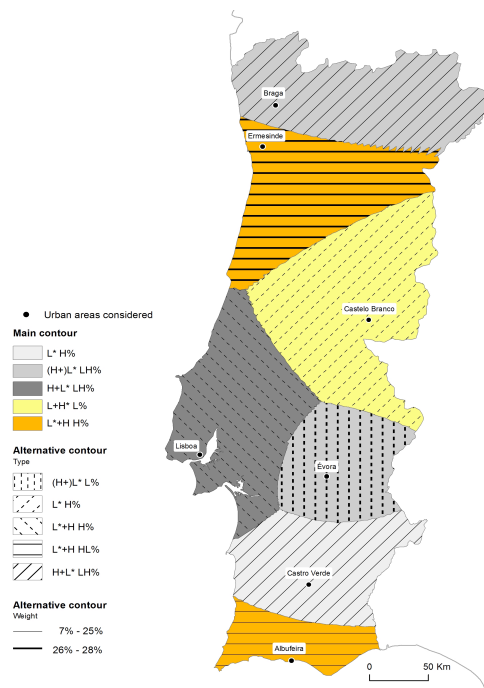 Braga
Ermesinde
Castelo Branco
Lisboa
Évora
Castro Verde
Albufeira
Urban areas considered
Main contour
L* H%
(H+)L* LH%
H+L* LH%
L+H* L%
L*+H H%
Alternative contour
Type
(H+)L* L%
L* H%
L*+H H%
L*+H HL%
H+L* LH%
Alternative contour
Weight
7% - 25%
26% - 28%
0 50 Km